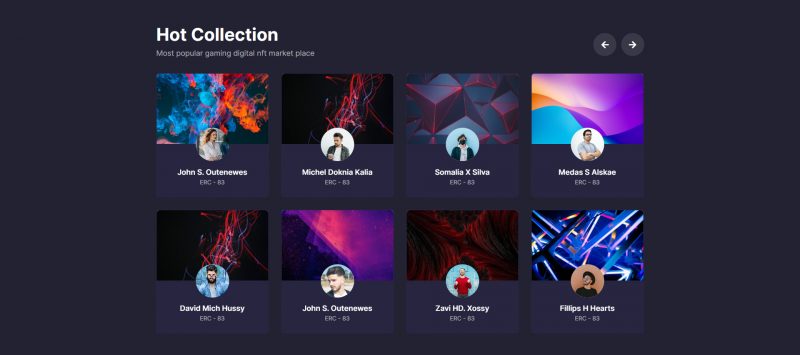 Hot Collection
Most popular gaming digital nft market place
John S. Outenewes
ERC - 83
Michel Doknia Kalia
ERC - 83
Somalia X Silva
ERC - 83
Medas S Alskae
ERC - 83
David Mich Hussy
ERC - 83
John S. Outenewes
ERC - 83
Zavi HD. Xossy
ERC - 83
Fillips H Hearts
ERC - 83